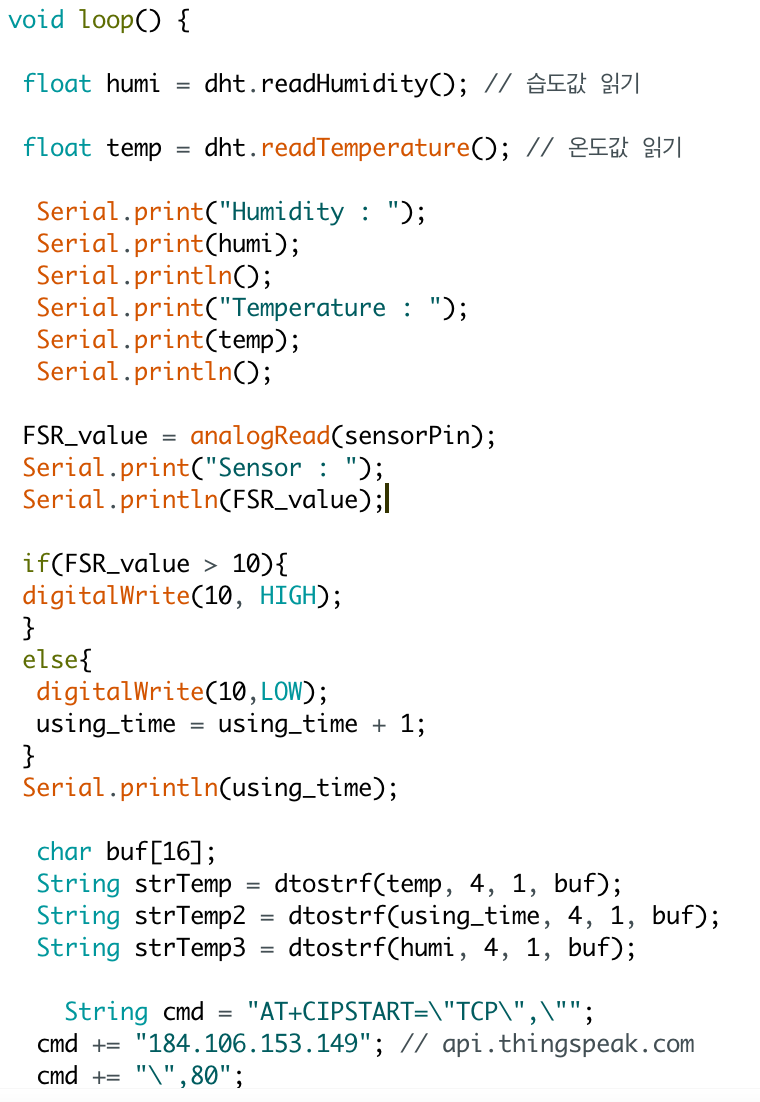 void loop() {
float humi = dht.readHumidity(); // 습도값 읽기
float temp = dht.readTemperature(); // 온도값 읽기
Serial.print("Humidity : ");
Serial.print(humi);
Serial.println();
Serial.print("Temperature : ");
Serial.print(temp);
Serial.println();
FSR_value = analogRead(sensorPin);
Serial.print("Sensor : ");
Serial.println(FSR_value);
if(FSR_value > 10){
digitalWrite(10, HIGH);
}
else{
digitalWrite(10,LOW);
using_time = using_time + 1;
}
Serial.println(using_time);
char buf[16];
String strTemp = dtostrf(temp, 4, 1, buf);
String strTemp2 = dtostrf(using_time, 4, 1, buf);
String strTemp3 = dtostrf(humi, 4, 1, buf);
String cmd = "AT+CIPSTART=\"TCP\",\"";
cmd += "184.106.153.149"; // api.thingspeak.com
cmd += "\",80";